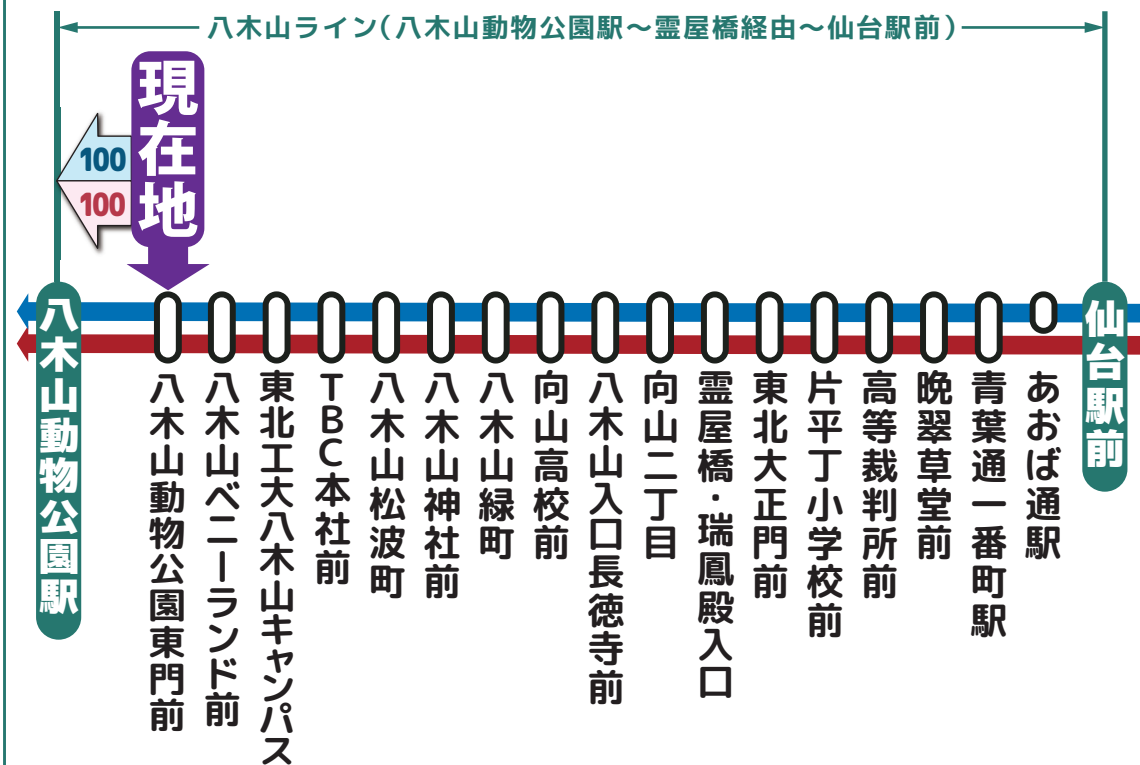 八木山ライン(八木山動物公園駅～霊屋橋経由～仙台駅前)
現在地
100
100
八木山動物公園駅
八木山動物公園東門前
八木山ベニーランド前
東北工大八木山キャンパス
TBC本社前
八木山松波町
八木山神社前
八木山緑町
向山高校前
八木山入口長徳寺前
向山二丁目
霊屋橋・瑞鳳殿入口
東北大正門前
片平丁小学校前
高等裁判所前
晩翠草堂前
青葉通一番町駅
あおば通駅
仙台駅前